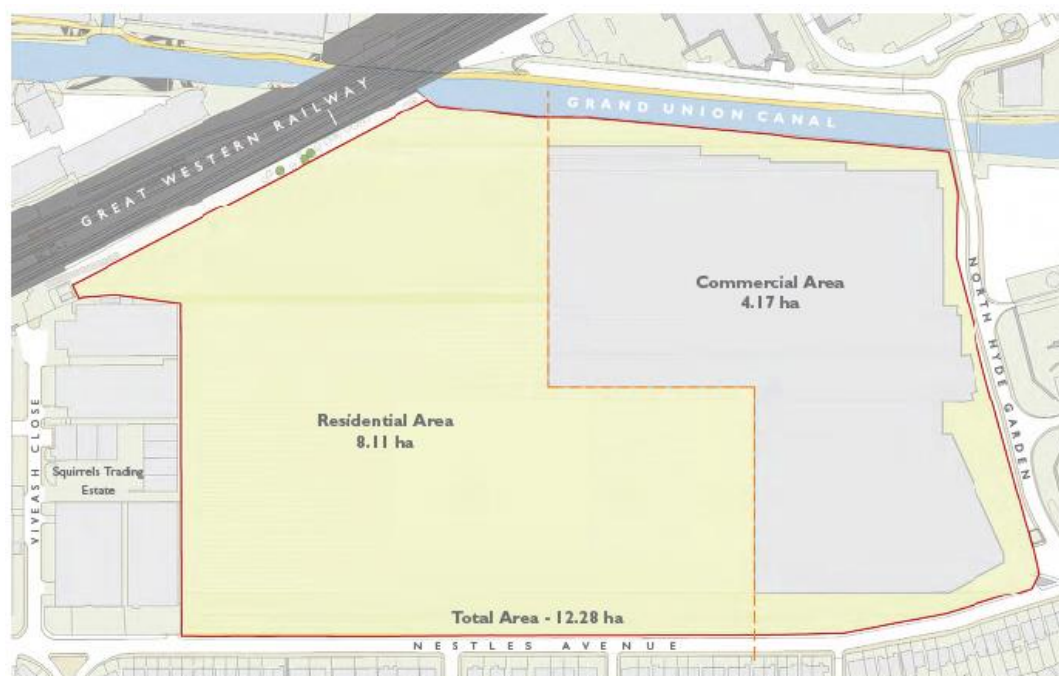 GREAT WESTERN RAILWAY
GRAND UNION CANAL
Commercial Area
4.17 ha
NORTH HYDE GARDEN
Residential Area
8.11 ha
VIVEASH CLOSE
Squirrels Trading
Estate
Total Area - 12.28 ha
NESTLES AVENUE